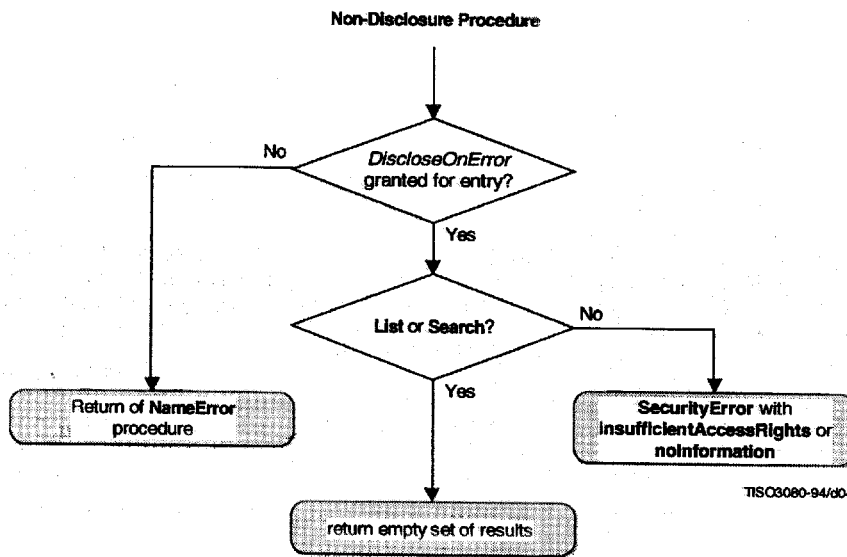 Non-Disclosure Procedure
No
DiscloseOnError
granted for entry?
Yes
List or Search?
No
Yes
Return of NameError
procedure
SecurityError with
insufficientAccessRights or
noInformation
TISO3080-94/d0
return empty set of results